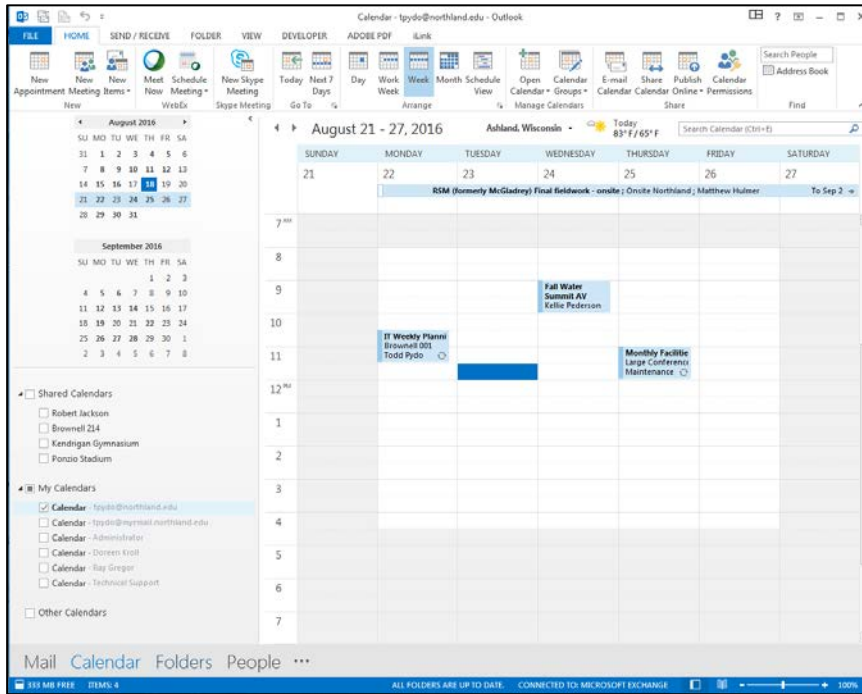 Calendar - tpydo@northland.edu - Outlook
FILE HOME SEND / RECEIVE FOLDER VIEW DEVELOPER ADOBE PDF iLink
New Appointment New Meeting New Items
New
Meet Now Schedule Meeting
WebEx
New Skype Meeting
Skype Meeting
Today Next 7 Days
Go To
Day Work Week Week Month Schedule View
Arrange
Open Calendar Calendar Groups
Manage Calendars
E-mail Calendar Share Calendar Publish Online Calendar Permissions
Share
Search People
Address Book
Find
August 2016
SU MO TU WE TH FR SA
31 1 2 3 4 5 6
7 8 9 10 11 12 13
14 15 16 17 18 19 20
21 22 23 24 25 26 27
28 29 30 31
September 2016
SU MO TU WE TH FR SA
1 2 3
4 5 6 7 8 9 10
11 12 13 14 15 16 17
18 19 20 21 22 23 24
25 26 27 28 29 30 1
2 3 4 5 6 7 8
Shared Calendars
Robert Jackson
Brownell 214
Kendrigan Gymnasium
Ponzio Stadium
My Calendars
Calendar - tpydo@northland.edu
Calendar - tpydo@mymail.northland.edu
Calendar - Administrator
Calendar - Doreen Kroll
Calendar - Ray Gregor
Calendar - Technical Support
Other Calendars
August 21 - 27, 2016
Ashland, Wisconsin
Today
83°F/65°F
Search Calendar (Ctrl+E)
SUNDAY MONDAY TUESDAY WEDNESDAY THURSDAY FRIDAY SATURDAY
21 22 23 24 25 26 27
RSM (formerly McGladrey) Final fieldwork - onsite; Onsite Northland; Matthew Hulmer To Sep 2
7 AM
8
9
Fall Water
Summit AV
Kellie Pederson
10
IT Weekly Planni
Brownell 001
Todd Pydo
11
Monthly Facilitie
Large Conference
Maintenance
12 PM
1
2
3
4
5
6
7
Mail Calendar Folders People
333 MB FREE ITEMS: 4 ALL FOLDERS ARE UP TO DATE. CONNECTED TO: MICROSOFT EXCHANGE 100%